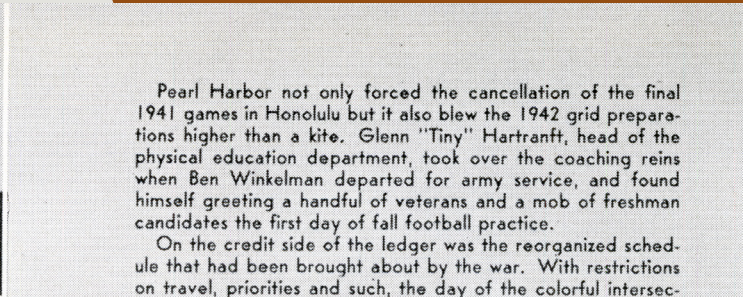 Pearl Harbor not only forced the cancellation of the final
1941 games in Honolulu but it also blew the 1942 grid prepara-
tions higher than a kite. Glenn "Tiny" Hartranft, head of the
physical education department, took over the coaching reins
when Ben Winkelman departed for army service, and found
himself greeting a handful of veterans and a mob of freshman
candidates the first day of fall football practice.
On the credit side of the ledger was the reorganized sched-
ule that had been brought about by the war. With restrictions
on travel, priorities and such, the day of the colorful intersec-